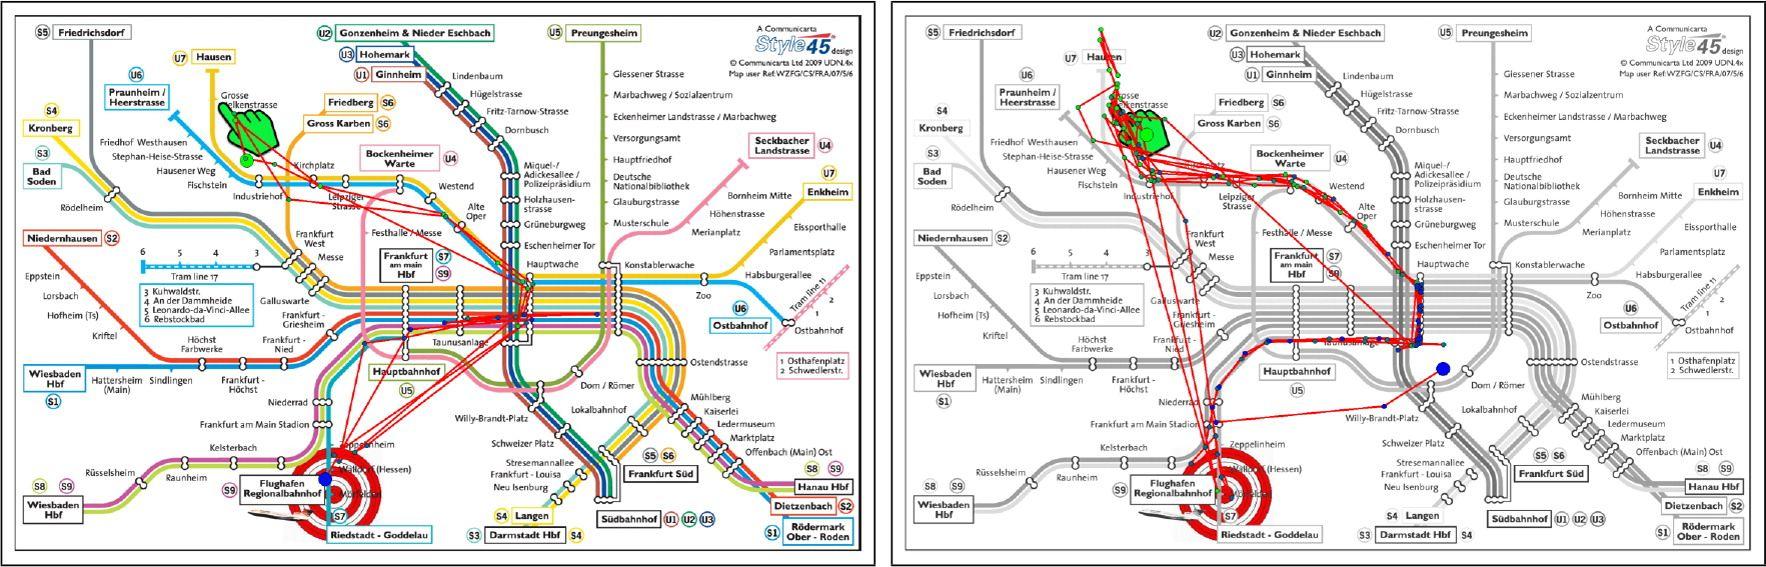 S5 Friedrichsdorf
U2 Gonzenheim & Nieder Eschbach
U3 Hohemark
U1 Ginnheim
U5 Preungesheim
A Communicarta
Style45 design
© Communicarta Ltd 2009 UDN.4x
Map user Ref:WZFG/CS/FRA/07/5/6
U7 Hausen
U6
Praunheim /
Heerstrasse
Grosse
Friedberg S6
Gross Karben S6
S4
Kronberg
S3
Bad
Soden
Rödelheim
Friedhof Westhausen
Stephan-Heise-Strasse
Hausener Weg
Fischstein
Industriehof
Kirchplatz
Leipziger
Strasse
Bockenheimer
Warte
U4
Westend
Alte
Oper
Lindenbaum
Hügelstrasse
Fritz-Tarnow-Strasse
Dornbusch
Miquel-/
Adickesallee /
Polizeipräsidium
Holzhausen-
strasse
Grüneburgweg
Eschenheimer Tor
Hauptwache
Giessener Strasse
Marbachweg / Sozialzentrum
Eckenheimer Landstrasse / Marbachweg
Versorgungsamt
Hauptfriedhof
Deutsche
Nationalbibliothek
Glauburgstrasse
Musterschule
Konstablerwache
Seckbacher
Landstrasse
U4
U7
Enkheim
Bornheim Mitte
Höhenstrasse
Merianplatz
Eissporthalle
Parlamentsplatz
Habsburgerallee
Zoo
U6
Ostbahnhof
Tram line 11
2
1
Ostbahnhof
1 Osthafenplatz
2 Schwedlerstr.
Niedernhausen S2
Eppstein
Lorsbach
Hofheim (Ts)
Kriftel
6 5 4 3
Tram line 17
3 Kuhwaldstr.
4 An der Dammheide
5 Leonardo-da-Vinci-Allee
6 Rebstockbad
Frankfurt
West
Messe
Festhalle / Messe
Frankfurt
am main
Hbf
S7
S9
Galluswarte
Frankfurt -
Griesheim
Höchst
Farbwerke
Frankfurt -
Nied
Taunusanlage
Wiesbaden
Hbf
S1
Hattersheim
(Main)
Sindlingen
Frankfurt -
Höchst
Hauptbahnhof
U5
Niederrad
Frankfurt am Main Stadion
Zeppelinheim
Walldorf (Hessen)
Mörfelden
Willy-Brandt-Platz
Dom / Römer
Ostendstrasse
Lokalbahnhof
Mühlberg
Kaiserlei
Ledermuseum
Marktplatz
Offenbach (Main) Ost
Kelsterbach
Rüsselsheim
Raunheim
S8 S9
Wiesbaden
Hbf
S9 Flughafen
Regionalbahnhof
S7
Riedstadt - Goddelau
Schweizer Platz
Stresemannallee
Frankfurt - Louisa
Neu Isenburg
S5 S6
Frankfurt Süd
S4 Langen
S3 Darmstadt Hbf S4
Südbahnhof U1 U2 U3
S8 S9
Hanau Hbf
Dietzenbach S2
S1 Rödermark
Ober - Roden
S5 Friedrichsdorf
U2 Gonzenheim & Nieder Eschbach
U3 Hohemark
U1 Ginnheim
U5 Preungesheim
A Communicarta
Style45 design
© Communicarta Ltd 2009 UDN.4x
Map user Ref:WZFG/CS/FRA/07/5/6
U7 Hausen
U6
Praunheim /
Heerstrasse
Grosse
Friedberg S6
Gross Karben S6
S4
Kronberg
S3
Bad
Soden
Rödelheim
Friedhof Westhausen
Stephan-Heise-Strasse
Hausener Weg
Fischstein
Industriehof
Leipziger
Strasse
Bockenheimer
Warte
U4
Westend
Alte
Oper
Lindenbaum
Hügelstrasse
Fritz-Tarnow-Strasse
Dornbusch
Miquel-/
Adickesallee /
Polizeipräsidium
Holzhausen-
strasse
Grüneburgweg
Eschenheimer Tor
Hauptwache
Giessener Strasse
Marbachweg / Sozialzentrum
Eckenheimer Landstrasse / Marbachweg
Versorgungsamt
Hauptfriedhof
Deutsche
Nationalbibliothek
Glauburgstrasse
Musterschule
Konstablerwache
Seckbacher
Landstrasse
U4
U7
Enkheim
Bornheim Mitte
Höhenstrasse
Merianplatz
Eissporthalle
Parlamentsplatz
Habsburgerallee
Zoo
U6
Ostbahnhof
Tram line 11
2
1
Ostbahnhof
1 Osthafenplatz
2 Schwedlerstr.
Niedernhausen S2
Eppstein
Lorsbach
Hofheim (Ts)
Kriftel
6 5 4 3
Tram line 17
3 Kuhwaldstr.
4 An der Dammheide
5 Leonardo-da-Vinci-Allee
6 Rebstockbad
Frankfurt
West
Messe
Festhalle / Messe
Frankfurt
am main
Hbf
S7
S9
Galluswarte
Frankfurt -
Griesheim
Höchst
Farbwerke
Frankfurt -
Nied
Taunusanlage
Wiesbaden
Hbf
S1
Hattersheim
(Main)
Sindlingen
Frankfurt -
Höchst
Hauptbahnhof
U5
Niederrad
Frankfurt am Main Stadion
Zeppelinheim
Walldorf (Hessen)
Willy-Brandt-Platz
Dom / Römer
Ostendstrasse
Lokalbahnhof
Mühlberg
Kaiserlei
Ledermuseum
Marktplatz
Offenbach (Main) Ost
Kelsterbach
Rüsselsheim
Raunheim
S8 S9
Wiesbaden
Hbf
S9 Flughafen
Regionalbahnhof
S7
Riedstadt - Goddelau
Schweizer Platz
Stresemannallee
Frankfurt - Louisa
Neu Isenburg
S5 S6
Frankfurt Süd
S4 Langen
S3 Darmstadt Hbf S4
Südbahnhof U1 U2 U3
S8 S9
Hanau Hbf
Dietzenbach S2
S1 Rödermark
Ober - Roden